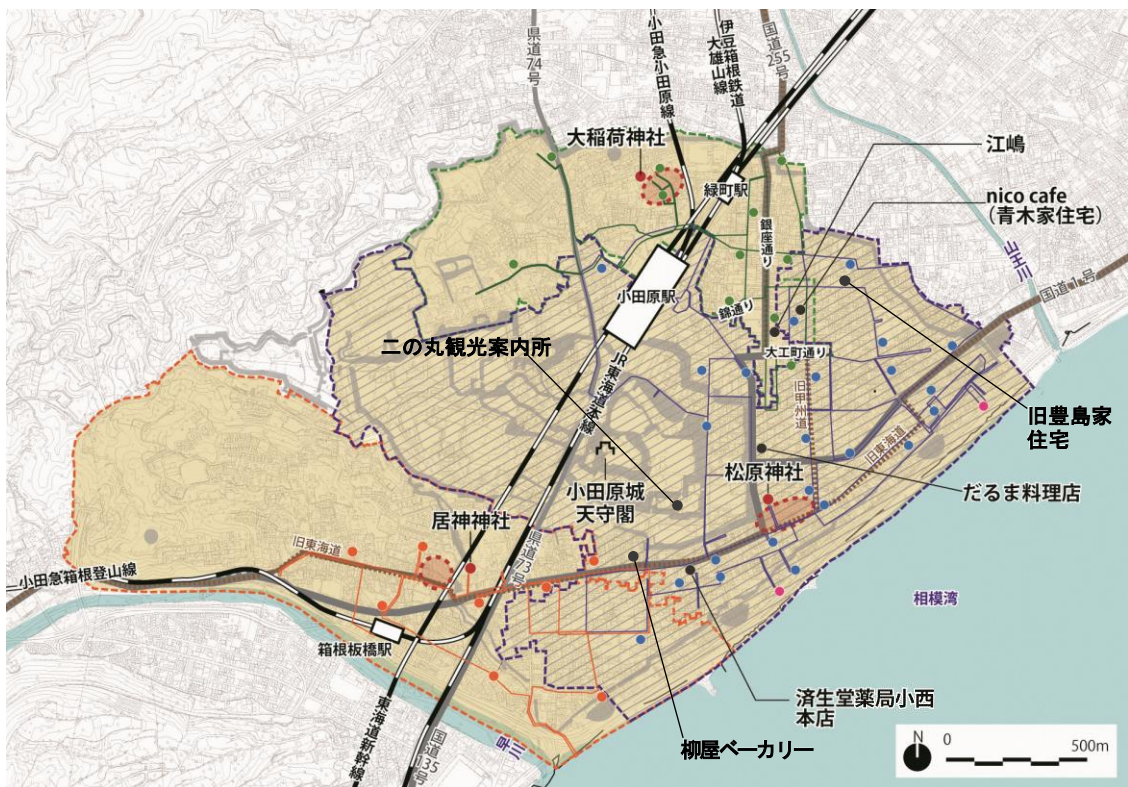 県道74号
小田急小田原線
伊豆箱根鉄道
大雄山線
国道255号
大稲荷神社
江嶋
緑町駅
nico cafe
（青木家住宅）
銀座通り
山王川
国道1号
小田原駅
錦通り
二の丸観光案内所
大工町通り
JR東海道本線
旧甲州道
旧豊島家
住宅
旧東海道
松原神社
小田原城
天守閣
だるま料理店
居神神社
旧東海道
県道73号
小田急箱根登山線
相模湾
箱根板橋駅
済生堂薬局小西
本店
東海道新幹線
国道135号
早川
柳屋ベーカリー
N
0
500m